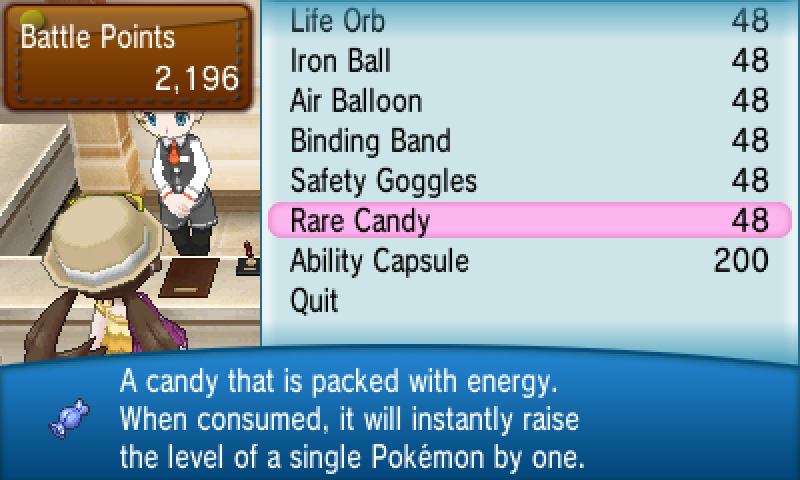 Battle Points
2,196
Life Orb 48
Iron Ball 48
Air Balloon 48
Binding Band 48
Safety Goggles 48
Rare Candy 48
Ability Capsule 200
Quit
A candy that is packed with energy.
When consumed, it will instantly raise
the level of a single Pokémon by one.